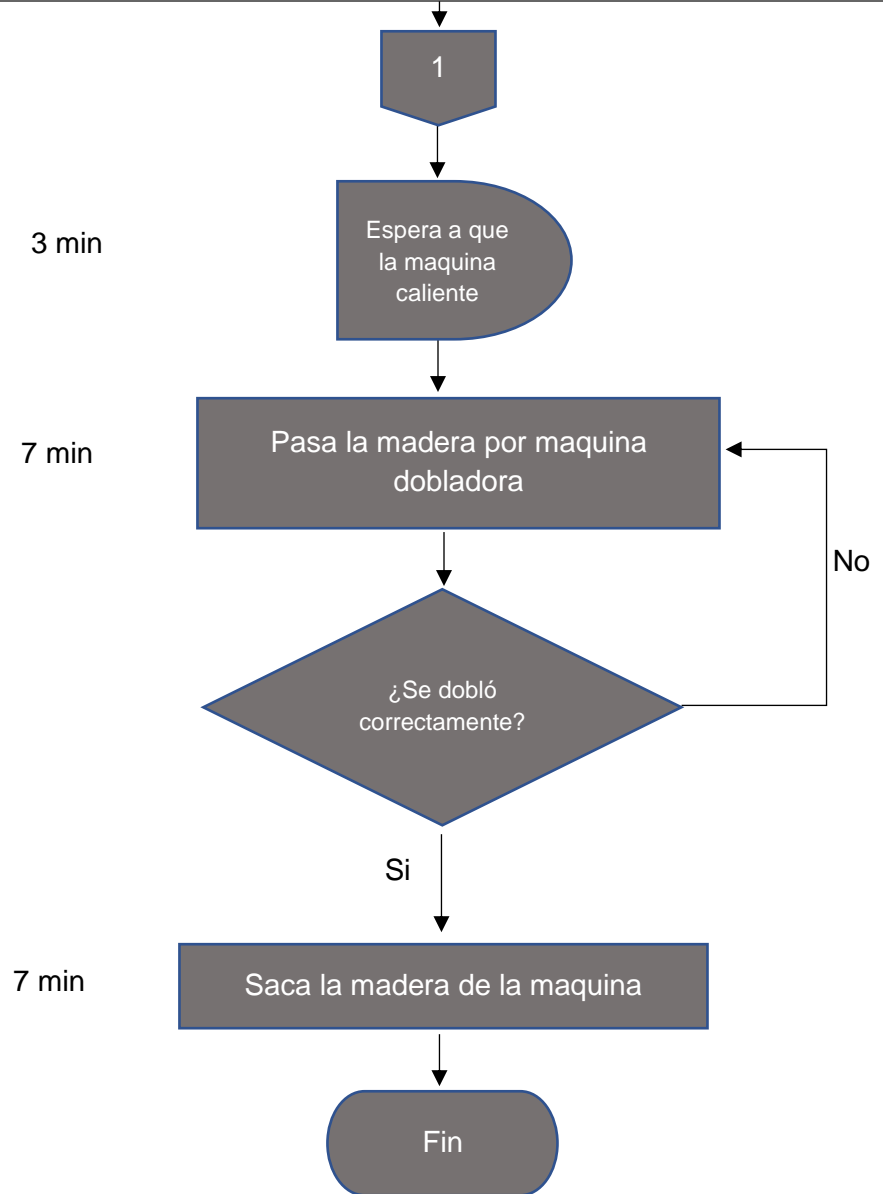 1
3 min
Espera a que
la maquina
caliente
7 min
Pasa la madera por maquina
dobladora
No
¿Se dobló
correctamente?
Si
7 min
Saca la madera de la maquina
Fin